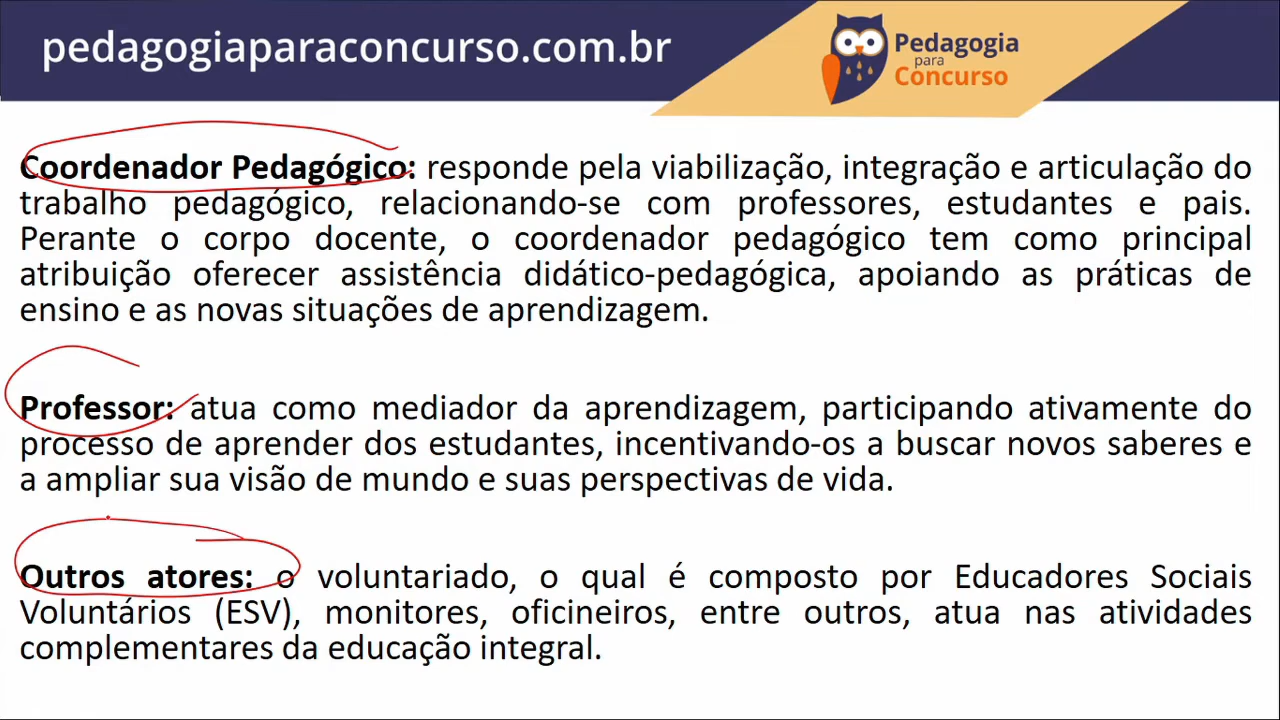 pedagogiaparaconcurso.com.br
Pedagogia
para
Concurso
Coordenador Pedagógico: responde pela viabilização, integração e articulação do
trabalho pedagógico, relacionando-se com professores, estudantes e pais.
Perante o corpo docente, o coordenador pedagógico tem como principal
atribuição oferecer assistência didático-pedagógica, apoiando as práticas de
ensino e as novas situações de aprendizagem.
Professor: atua como mediador da aprendizagem, participando ativamente do
processo de aprender dos estudantes, incentivando-os a buscar novos saberes e
a ampliar sua visão de mundo e suas perspectivas de vida.
Outros atores: o voluntariado, o qual é composto por Educadores Sociais
Voluntários (ESV), monitores, oficineiros, entre outros, atua nas atividades
complementares da educação integral.